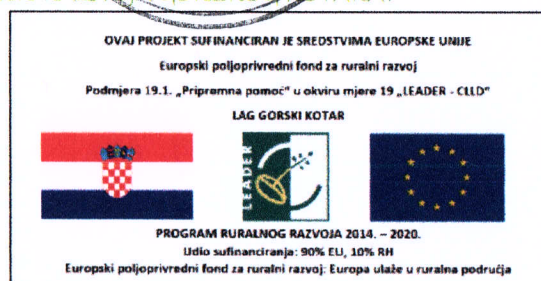 OVAJ PROJEKT SUFINANCIRAN JE SREDSTVIMA EUROPSKE UNIJE
Europski poljoprivredni fond za ruralni razvoj
Podmjera 19.1. „Pripremna pomoć" u okviru mjere 19 „LEADER - CLLD"
LAG GORSKI KOTAR
LEADER
PROGRAM RURALNOG RAZVOJA 2014. – 2020.
Udio sufinanciranja: 90% EU, 10% RH
Europski poljoprivredni fond za ruralni razvoj: Europa ulaže u ruralna područja